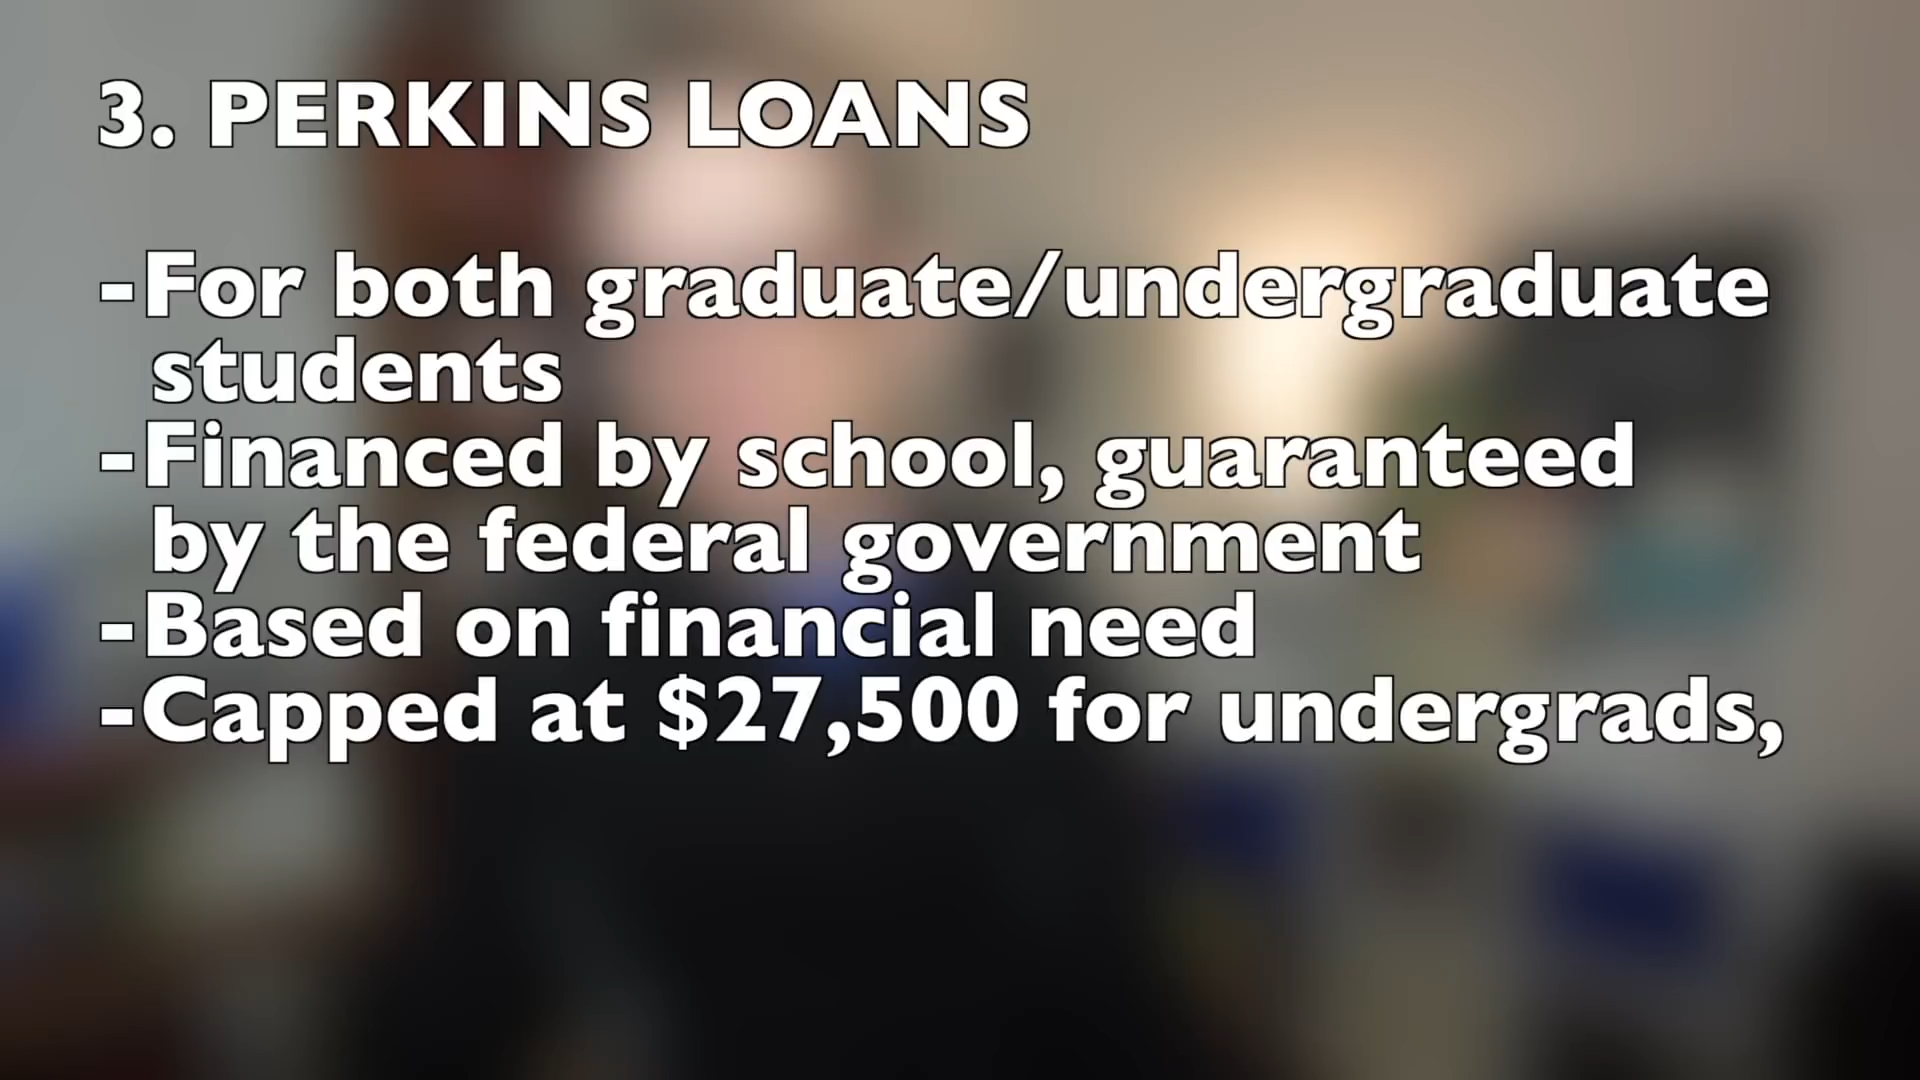 3. PERKINS LOANS
-For both graduate/undergraduate
students
-Financed by school, guaranteed
by the federal government
-Based on financial need
-Capped at $27,500 for undergrads,